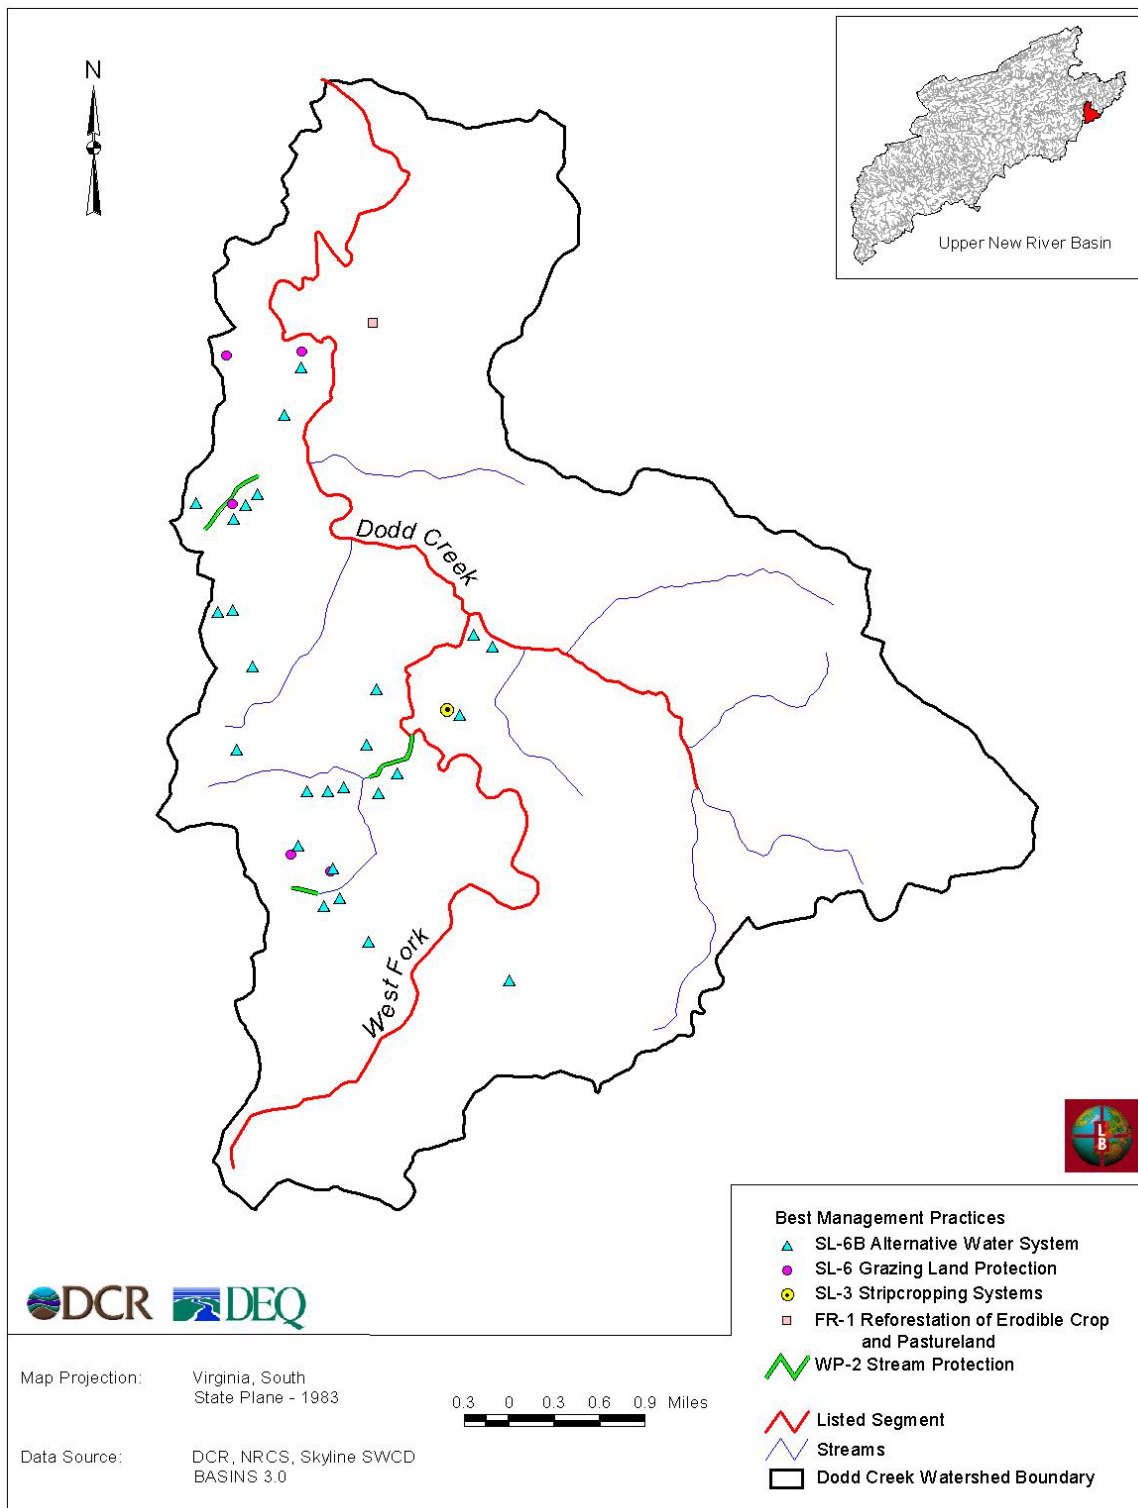 N
Upper New River Basin
Dodd Creek
West Fork
L
B
Best Management Practices
SL-6B Alternative Water System
SL-6 Grazing Land Protection
SL-3 Stripcropping Systems
FR-1 Reforestation of Erodible Crop
and Pastureland
WP-2 Stream Protection
Listed Segment
Streams
Dodd Creek Watershed Boundary
DCR DEQ
Map Projection: Virginia, South
State Plane - 1983
0.3 0 0.3 0.6 0.9 Miles
Data Source: DCR, NRCS, Skyline SWCD
BASINS 3.0